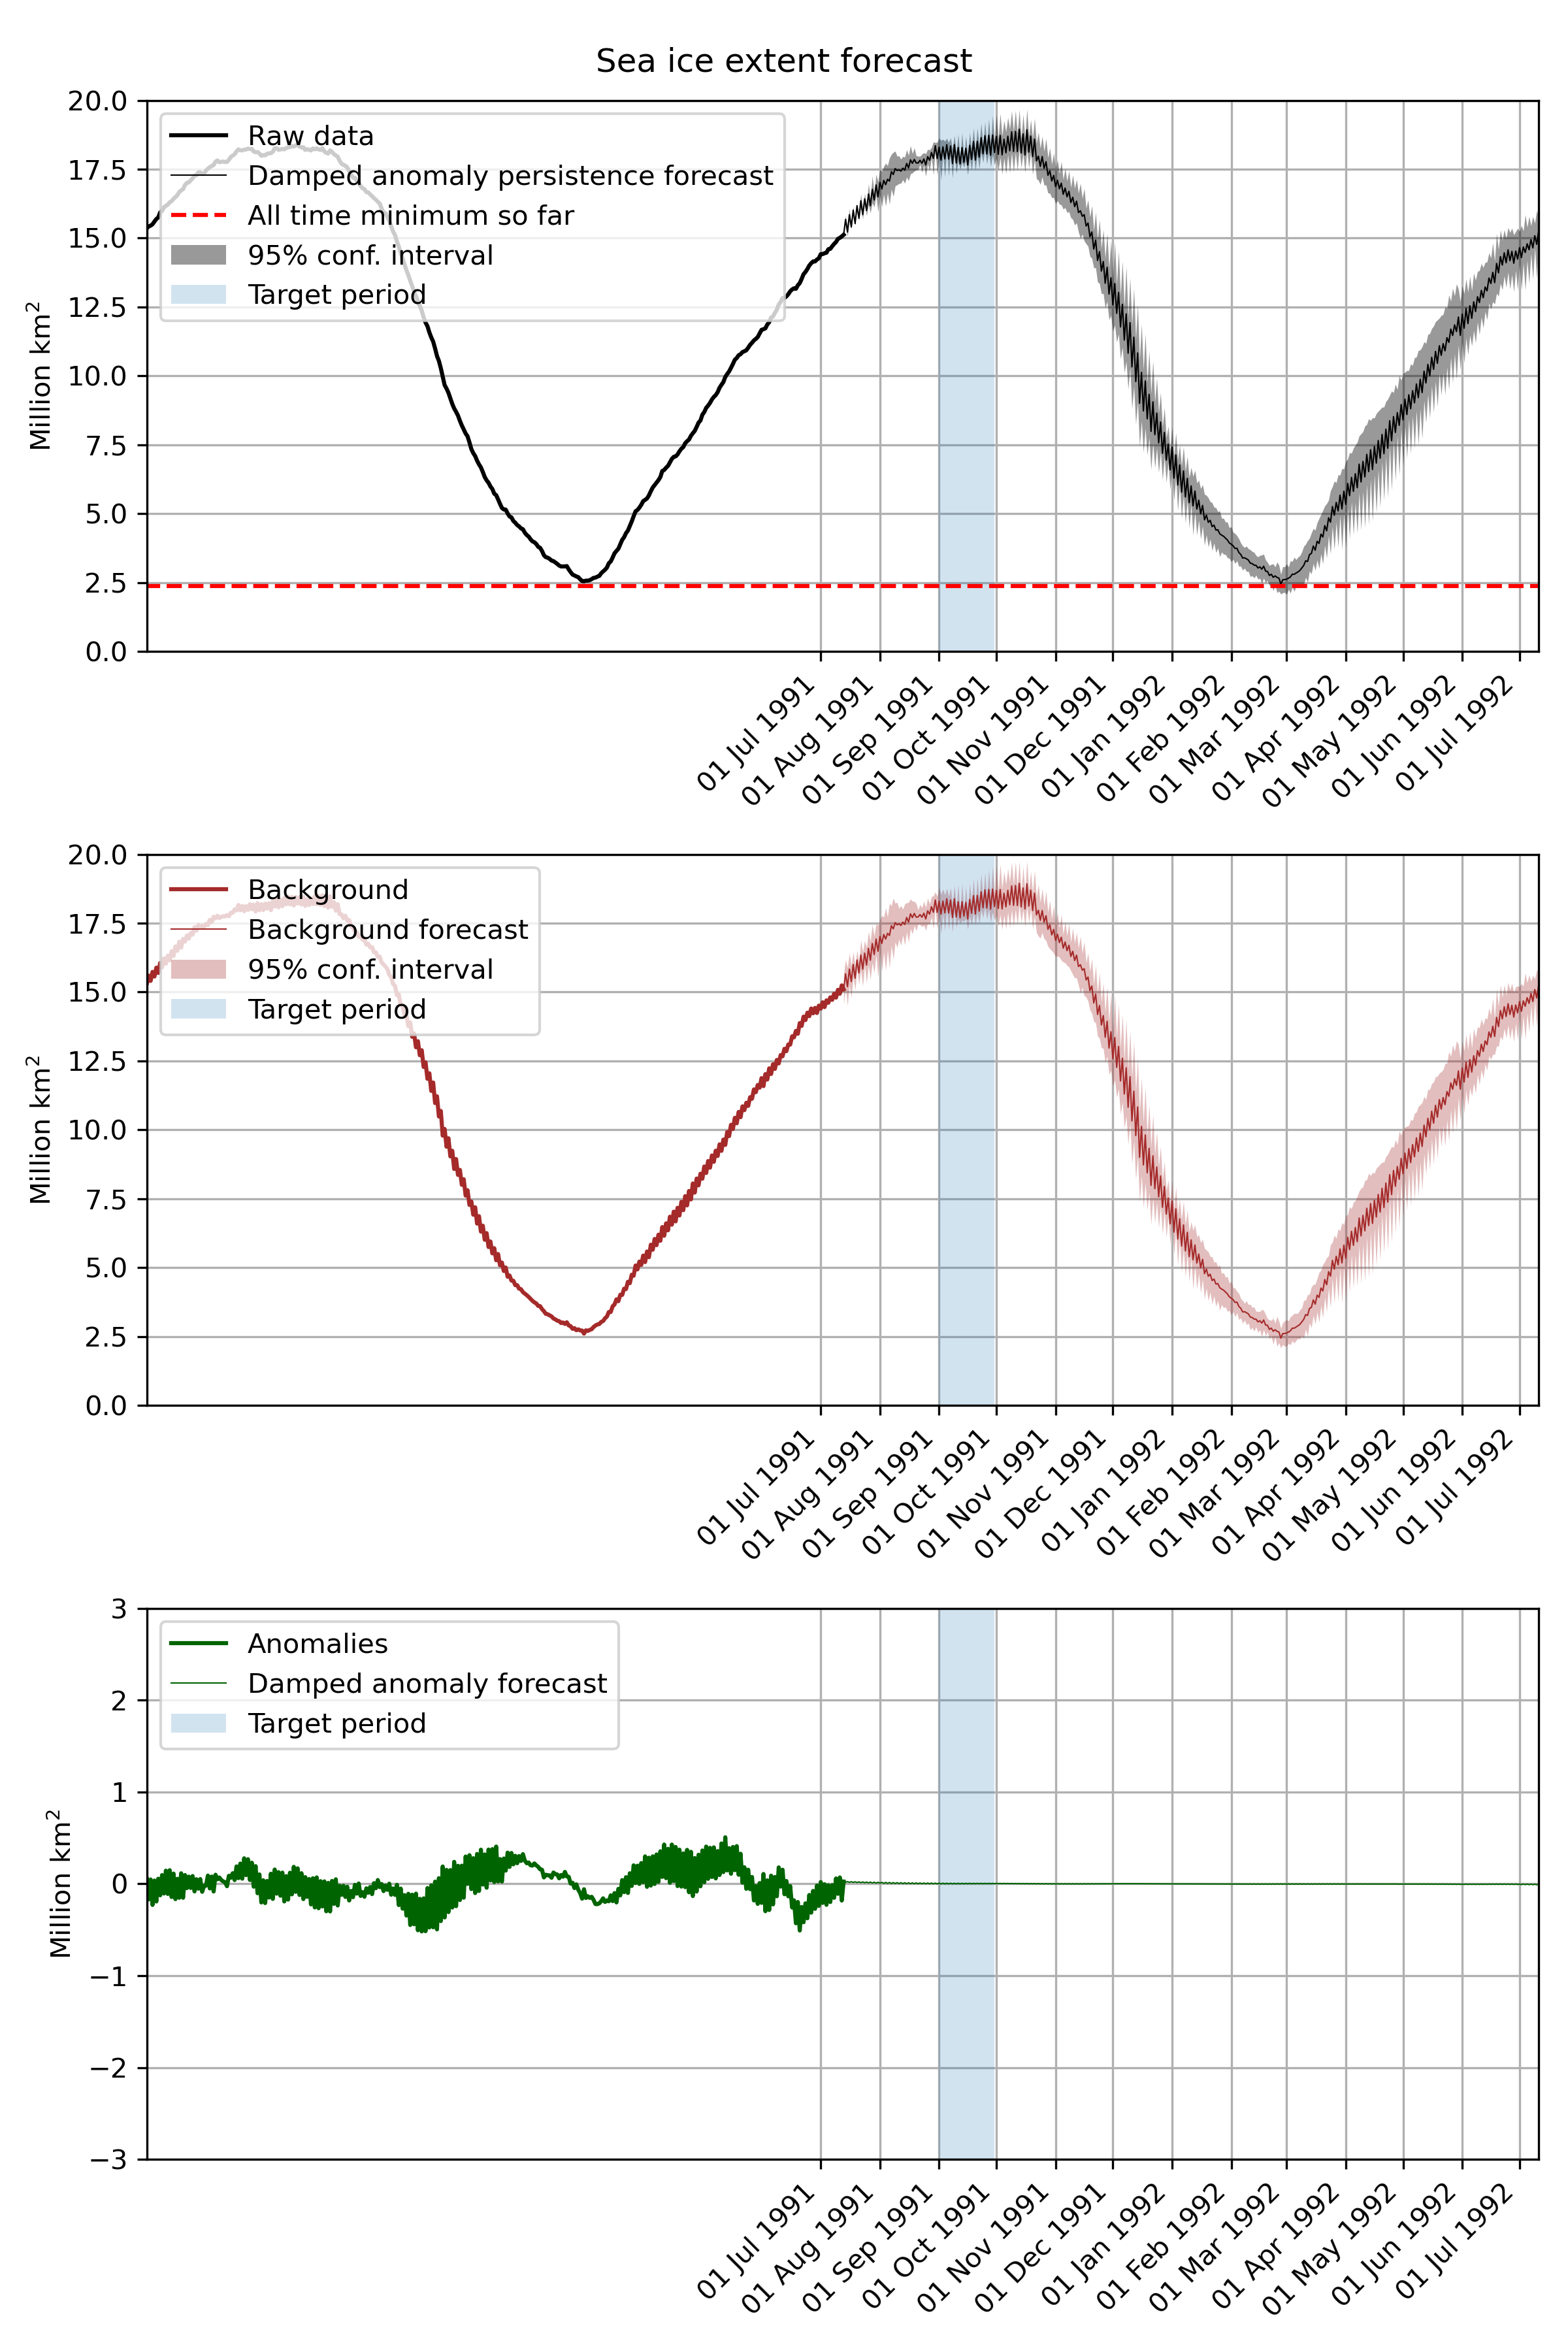 Sea ice extent forecast
20.0
17.5
15.0
12.5
10.0
7.5
5.0
2.5
0.0
Million km²
Raw data
Damped anomaly persistence forecast
All time minimum so far
95% conf. interval
Target period
01 Jul 1991
01 Aug 1991
01 Sep 1991
01 Oct 1991
01 Nov 1991
01 Dec 1991
01 Jan 1992
01 Feb 1992
01 Mar 1992
01 Apr 1992
01 May 1992
01 Jun 1992
01 Jul 1992
20.0
17.5
15.0
12.5
10.0
7.5
5.0
2.5
0.0
Million km²
Background
Background forecast
95% conf. interval
Target period
01 Jul 1991
01 Aug 1991
01 Sep 1991
01 Oct 1991
01 Nov 1991
01 Dec 1991
01 Jan 1992
01 Feb 1992
01 Mar 1992
01 Apr 1992
01 May 1992
01 Jun 1992
01 Jul 1992
3
2
1
0
−1
−2
−3
Million km²
Anomalies
Damped anomaly forecast
Target period
01 Jul 1991
01 Aug 1991
01 Sep 1991
01 Oct 1991
01 Nov 1991
01 Dec 1991
01 Jan 1992
01 Feb 1992
01 Mar 1992
01 Apr 1992
01 May 1992
01 Jun 1992
01 Jul 1992